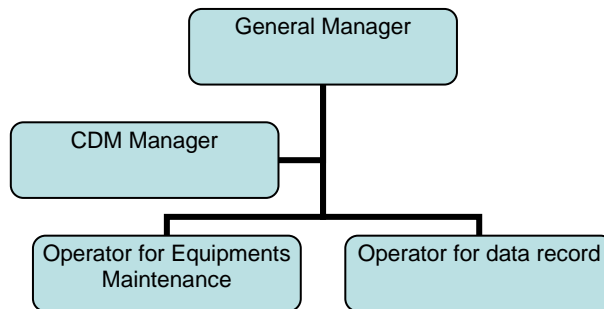 General Manager
CDM Manager
Operator for Equipments
Maintenance
Operator for data record